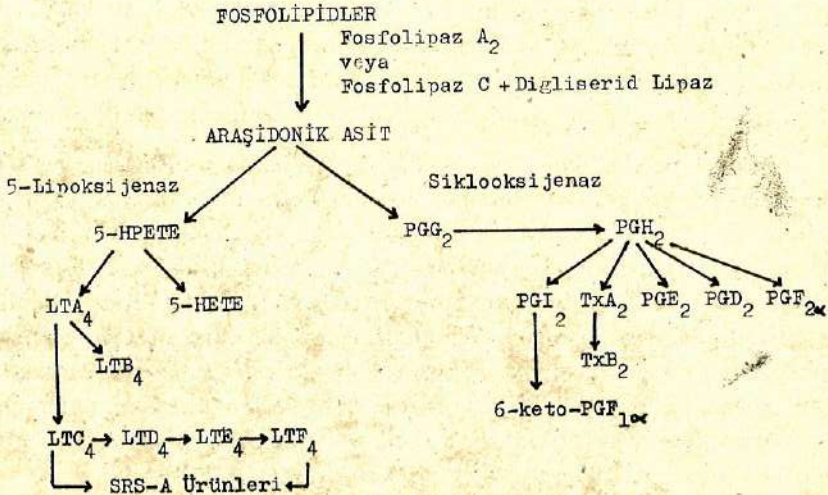 FOSFOLİPİDLER
Fosfolipaz A₂
veya
Fosfolipaz C + Digliserid Lipaz
ARAŞİDONİK ASİT
5-Lipoksijenaz
Siklooksijenaz
5-HPETE
PGG₂
PGH₂
LTA₄
5-HETE
PGI₂ TxA₂ PGE₂ PGD₂ PGF₂α
LTB₄
TxB₂
6-keto-PGF₁α
LTC₄ → LTD₄ → LTE₄ → LTF₄
SRS-A Ürünleri